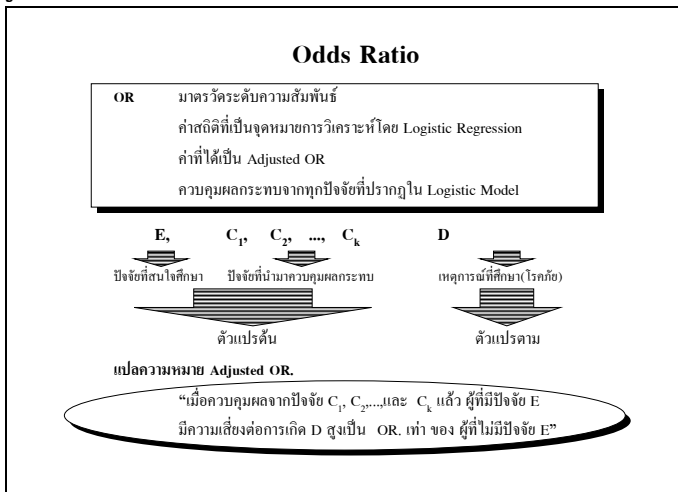 Odds Ratio
OR มาตรวัดระดับความสัมพันธ์
ค่าสถิติที่เป็นจุดหมายการวิเคราะห์โดย Logistic Regression
ค่าที่ได้เป็น Adjusted OR
ควบคุมผลกระทบจากทุกปัจจัยที่ปรากฏใน Logistic Model
E, C₁, C₂, ..., Cₖ D
ปัจจัยที่สนใจศึกษา ปัจจัยที่นำมาควบคุมผลกระทบ เหตุการณ์ที่ศึกษา(โรคภัย)
ตัวแปรต้น ตัวแปรตาม
แปลความหมาย Adjusted OR.
“เมื่อควบคุมผลจากปัจจัย C₁, C₂,...,และ Cₖ แล้ว ผู้ที่มีปัจจัย E
มีความเสี่ยงต่อการเกิด D สูงเป็น OR. เท่า ของ ผู้ที่ไม่มีปัจจัย E”